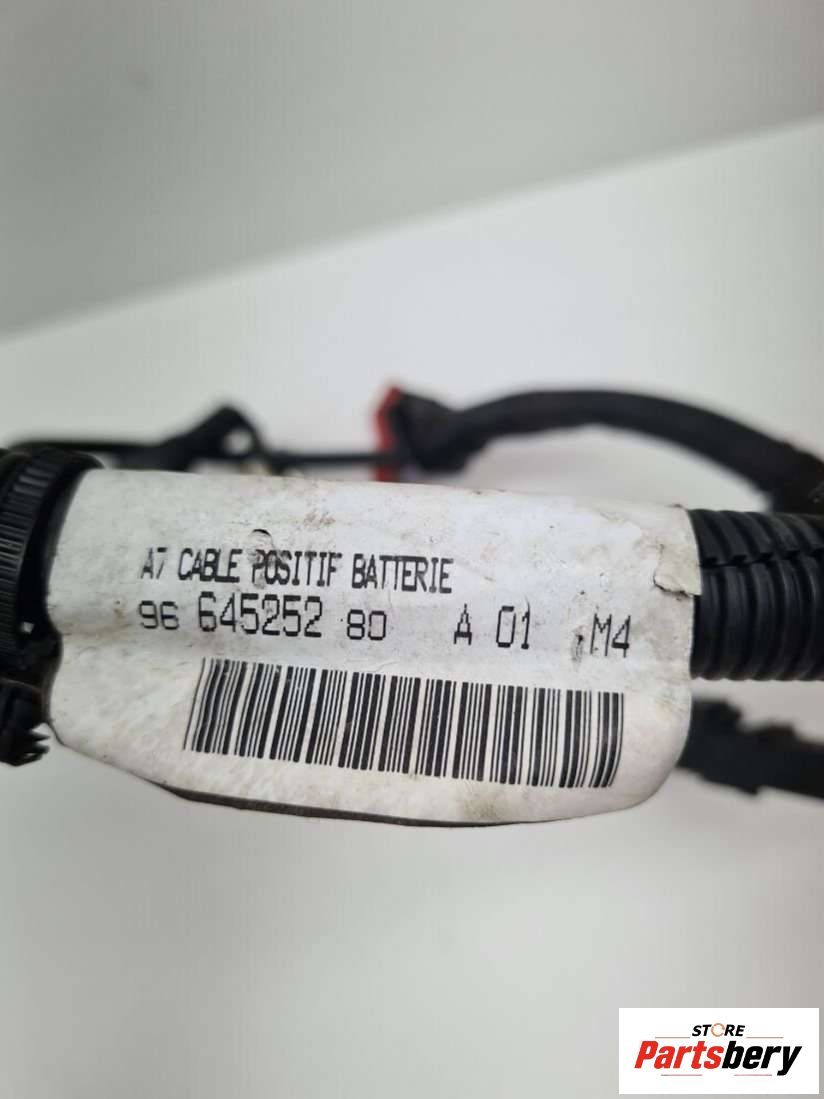 A7 CABLE POSITIF BATTERIE
96 645252 80 A 01 M4
STORE
Partsbery